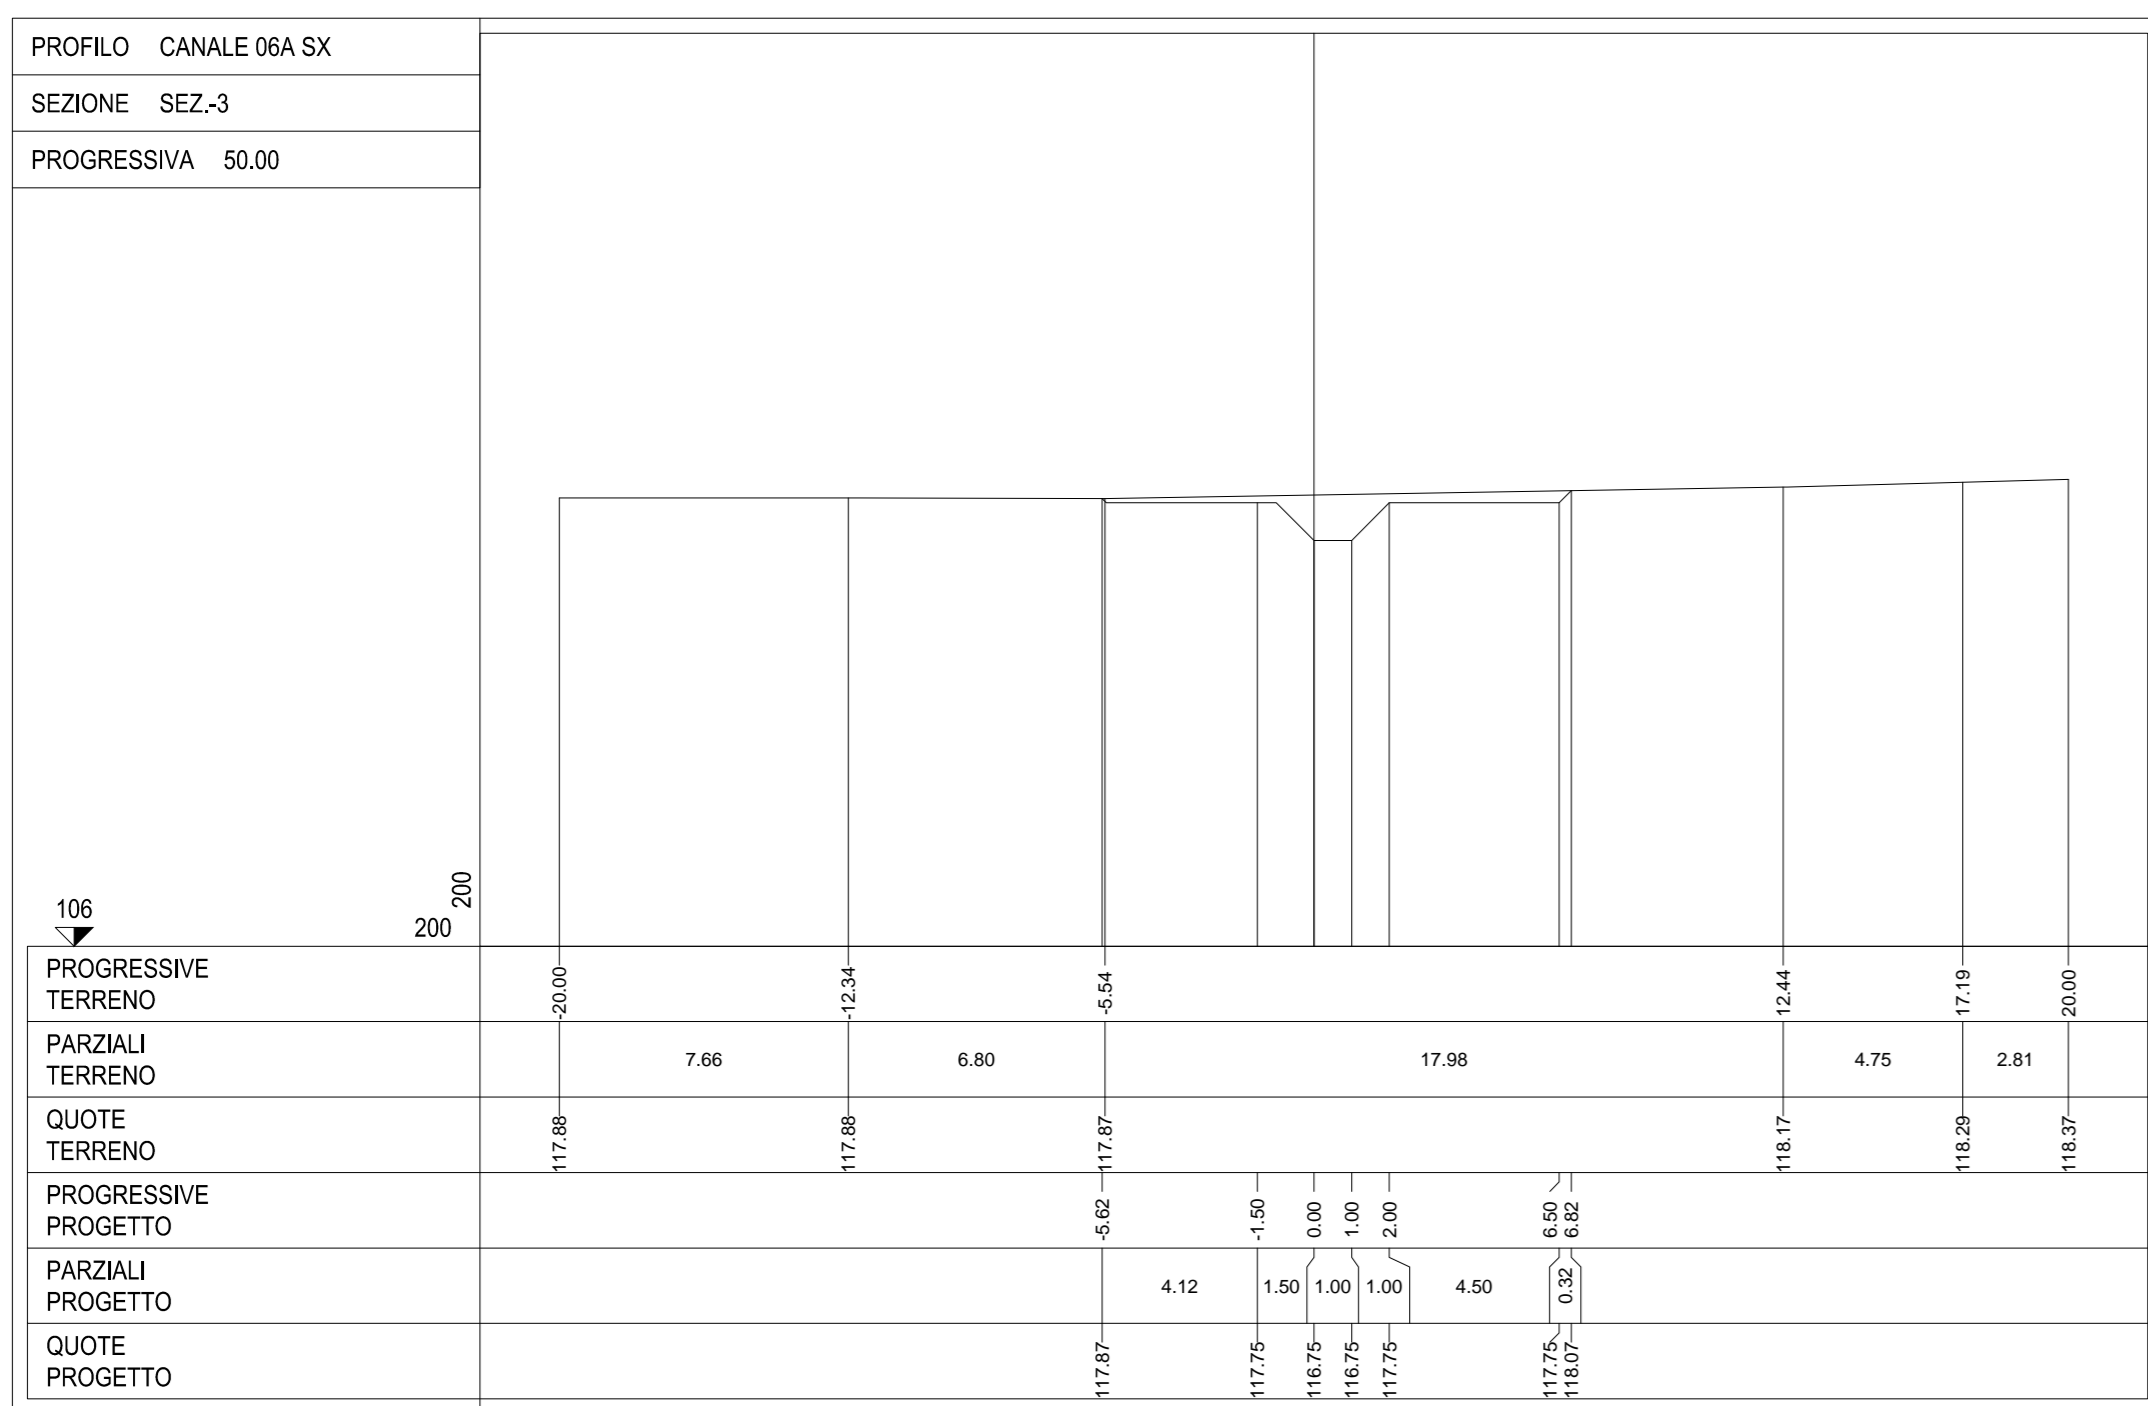 PROFILO CANALE 06A SX
SEZIONE SEZ.-3
PROGRESSIVA 50.00
200
106
200
PROGRESSIVE
TERRENO
-20.00 -12.34 -5.54 12.44 17.19 20.00
PARZIALI
TERRENO
7.66 6.80 17.98 4.75 2.81
QUOTE
TERRENO
117.88 117.88 117.87 118.17 118.29 118.37
PROGRESSIVE
PROGETTO
-5.62 -1.50 0.00 1.00 2.00 6.50 6.82
PARZIALI
PROGETTO
4.12 1.50 1.00 1.00 4.50 0.32
QUOTE
PROGETTO
117.87 117.75 116.75 116.75 117.75 117.75 118.07